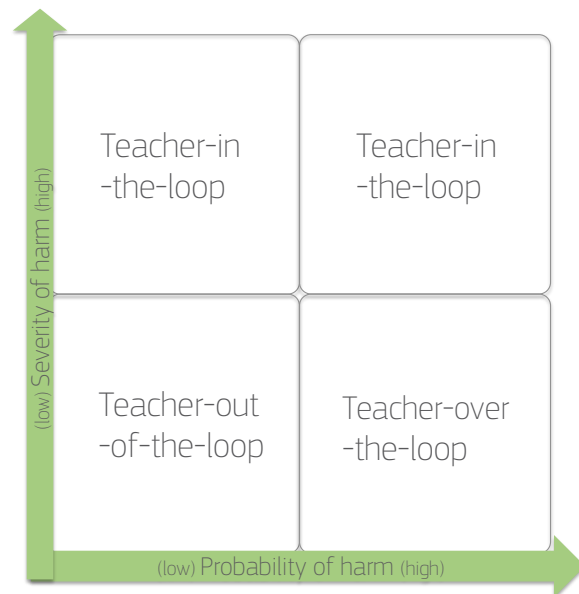 Teacher-in
-the-loop
Teacher-in
-the-loop
(low) Severity of harm (high)
Teacher-out
-of-the-loop
Teacher-over
-the-loop
(low) Probability of harm (high)